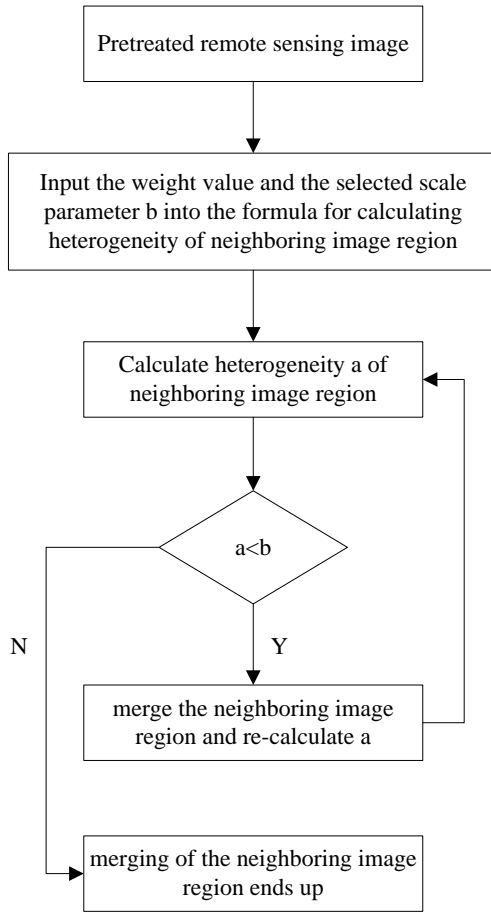 Pretreated remote sensing image
Input the weight value and the selected scale
parameter b into the formula for calculating
heterogeneity of neighboring image region
Calculate heterogeneity a of
neighboring image region
a<b
N
Y
merge the neighboring image
region and re-calculate a
merging of the neighboring image
region ends up